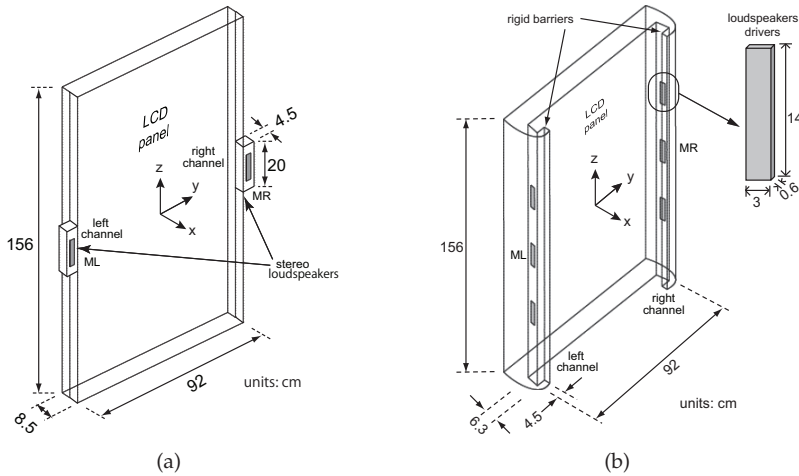 LCD
panel
4.5
right
channel
20
z
y
x
MR
156
left
channel
ML
stereo
loudspeakers
92
units: cm
8.5
(a)
rigid barriers
loudspeakers
drivers
LCD
panel
14
MR
z
y
x
3
0.6
156
ML
right
channel
left
channel
92
6.3
4.5
units: cm
(b)